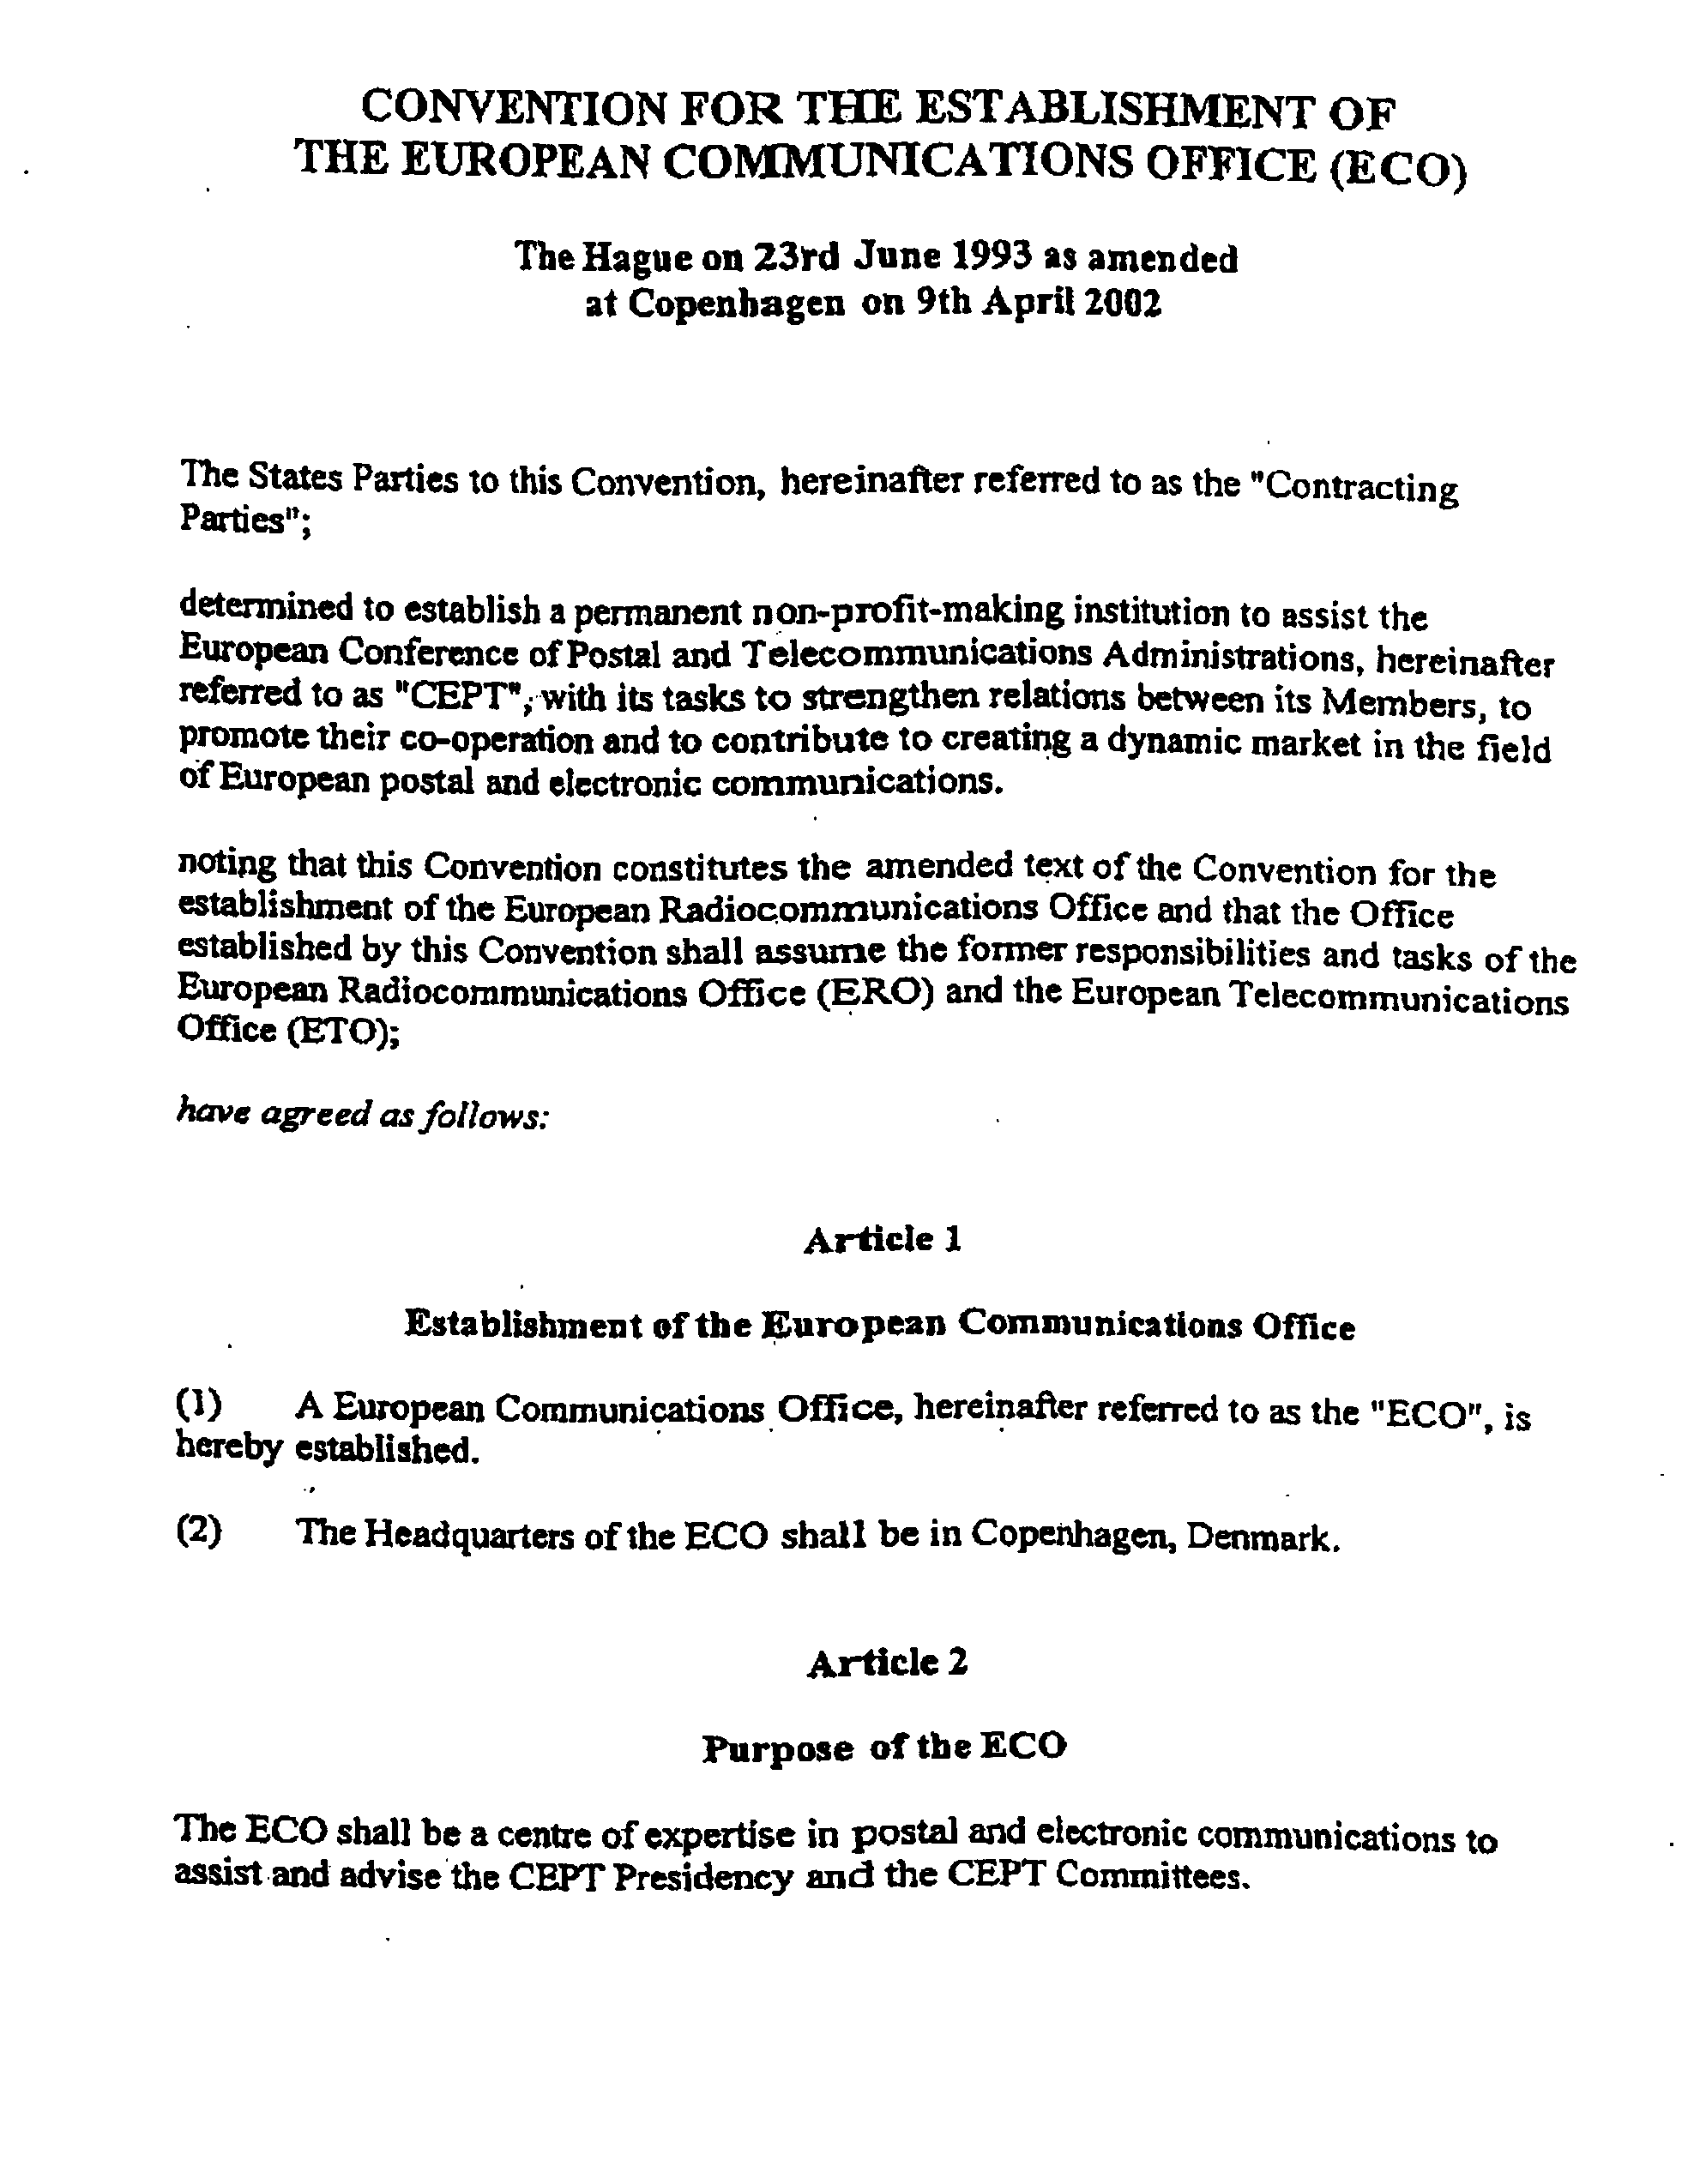 CONVENTION FOR THE ESTABLISHMENT OF
THE EUROPEAN COMMUNICATIONS OFFICE (ECO)
The Hague on 23rd June 1993 as amended
at Copenhagen on 9th April 2002
The States Parties to this Convention, hereinafter referred to as the "Contracting
Parties";
determined to establish a permanent non-profit-making institution to assist the
European Conference of Postal and Telecommunications Administrations, hereinafter
referred to as "CEPT", with its tasks to strengthen relations between its Members, to
promote their co-operation and to contribute to creating a dynamic market in the field
of European postal and electronic communications.
noting that this Convention constitutes the amended text of the Convention for the
establishment of the European Radiocommunications Office and that the Office
established by this Convention shall assume the former responsibilities and tasks of the
European Radiocommunications Office (ERO) and the European Telecommunications
Office (ETO);
have agreed as follows:
Article 1
Establishment of the European Communications Office
(1) A European Communications Office, hereinafter referred to as the "ECO", is
hereby established.
(2) The Headquarters of the ECO shall be in Copenhagen, Denmark.
Article 2
Purpose of the ECO
The ECO shall be a centre of expertise in postal and electronic communications to
assist and advise the CEPT Presidency and the CEPT Committees.